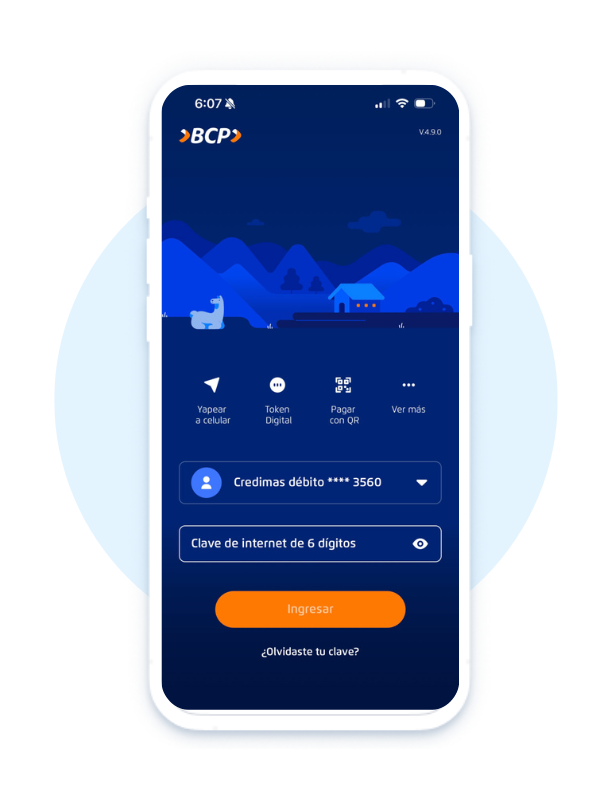 6:07
BCP
V.4.9.0
Yapear
a celular
Token
Digital
Pagar
con QR
Ver más
Credimas débito **** 3560
Clave de internet de 6 dígitos
Ingresar
¿Olvidaste tu clave?